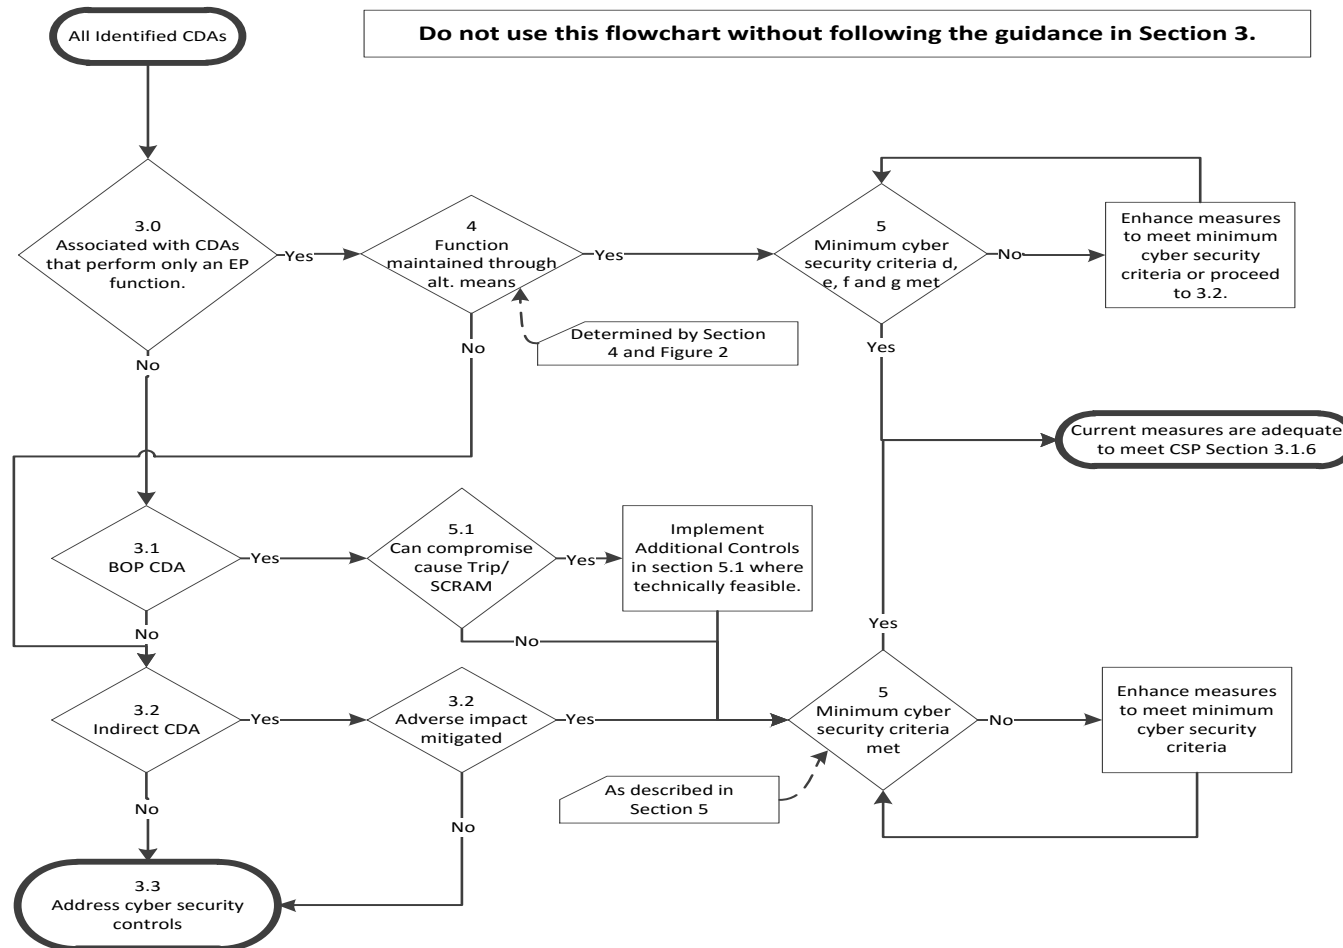 All Identified CDAs
Do not use this flowchart without following the guidance in Section 3.
3.0
Associated with CDAs
that perform only an EP
function.
Yes
4
Function
maintained through
alt. means
Yes
5
Minimum cyber
security criteria d,
e, f and g met
No
Enhance measures
to meet minimum
cyber security
criteria or proceed
to 3.2.
No
No
Determined by Section
4 and Figure 2
Yes
Current measures are adequate
to meet CSP Section 3.1.6
3.1
BOP CDA
Yes
5.1
Can compromise
cause Trip/
SCRAM
Yes
Implement
Additional Controls
in section 5.1 where
technically feasible.
No
No
Yes
3.2
Indirect CDA
Yes
3.2
Adverse impact
mitigated
Yes
5
Minimum cyber
security criteria
met
No
Enhance measures
to meet minimum
cyber security
criteria
As described in
Section 5
No
No
3.3
Address cyber security
controls